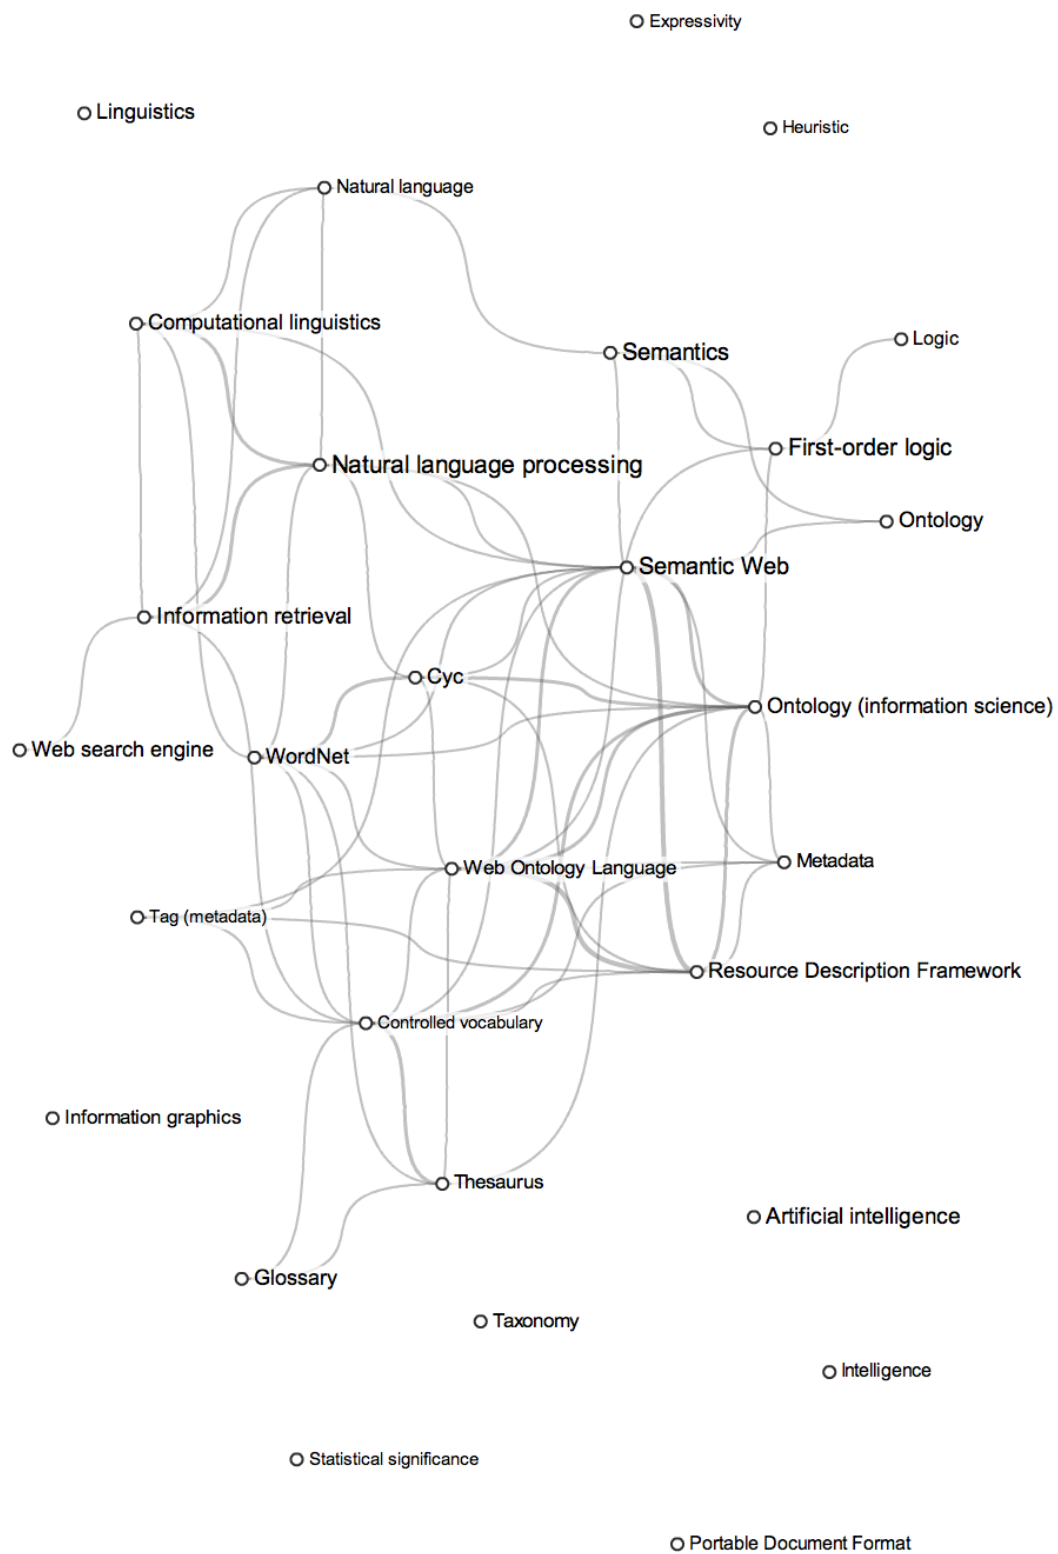 Expressivity
Linguistics
Heuristic
Natural language
Computational linguistics
Logic
Semantics
First-order logic
Natural language processing
Ontology
Semantic Web
Information retrieval
Cyc
Ontology (information science)
Web search engine
WordNet
Metadata
Web Ontology Language
Tag (metadata)
Resource Description Framework
Controlled vocabulary
Information graphics
Thesaurus
Artificial intelligence
Glossary
Taxonomy
Intelligence
Statistical significance
Portable Document Format